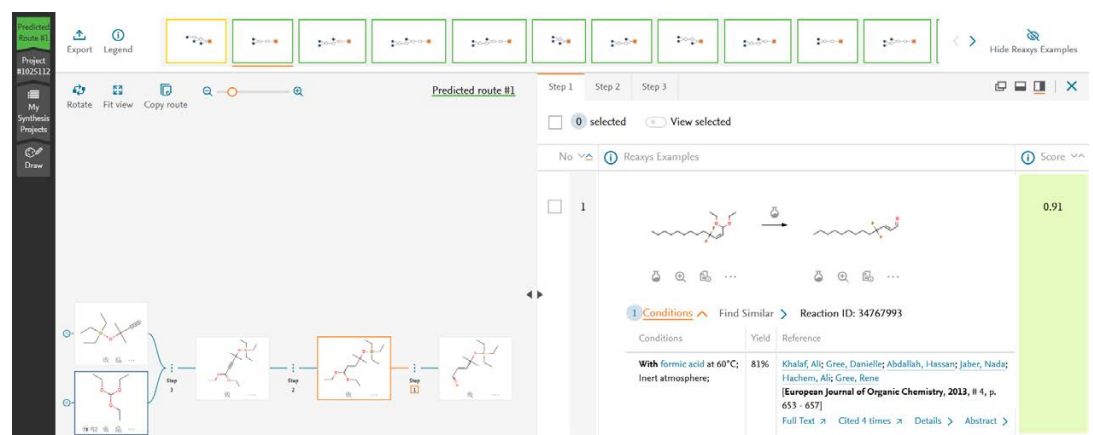 Predicted
Route #1
Project
#1025112
My
Synthesis
Projects
Draw
Export
Legend
Hide Reaxys Examples
Rotate
Fit view
Copy route
Predicted route #1
Step 1
Step 2
Step 3
0 selected
View selected
No
Reaxys Examples
Score
1
0.91
1 Conditions
Find Similar
Reaction ID: 34767993
Conditions
Yield
Reference
With formic acid at 60°C;
Inert atmosphere;
81%
Khalaf, Ali; Gree, Danielle; Abdallah, Hassan; Jaber, Nada;
Hachem, Ali; Gree, Rene
[European Journal of Organic Chemistry, 2013, # 4, p.
653 - 657]
Full Text
Cited 4 times
Details
Abstract
Step
3
Step
2
Step
1